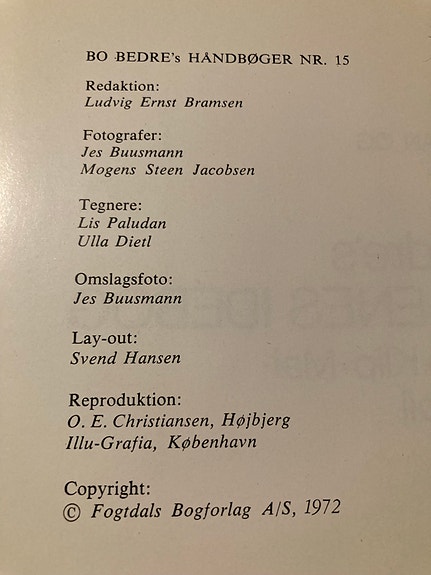 BO BEDRE's HÅNDBØGER NR. 15
Redaktion:
Ludvig Ernst Bramsen
Fotografer:
Jes Buusmann
Mogens Steen Jacobsen
Tegnere:
Lis Paludan
Ulla Dietl
Omslagsfoto:
Jes Buusmann
Lay-out:
Svend Hansen
Reproduktion:
O. E. Christiansen, Højbjerg
Illu-Grafia, København
Copyright:
© Fogtdals Bogforlag A/S, 1972